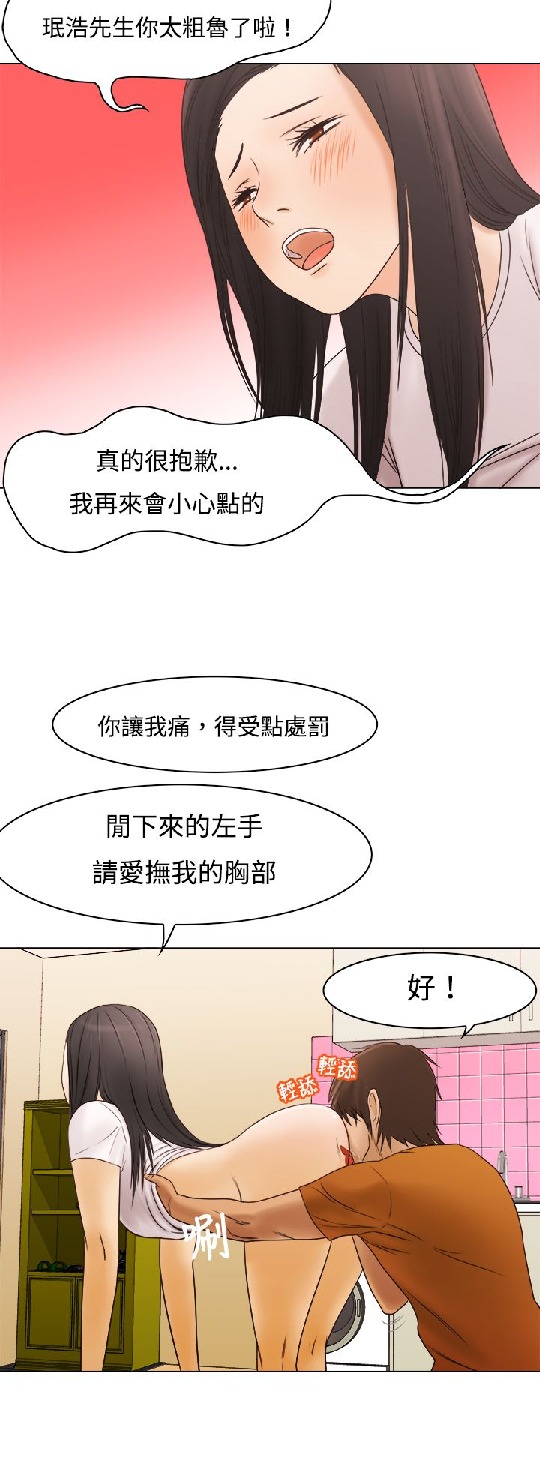 珉浩先生你太粗魯了啦！
真的很抱歉...
我再來會小心點的
你讓我痛，得受點處罰
閒下來的左手
請愛撫我的胸部
好！
輕舔
輕舔
唰